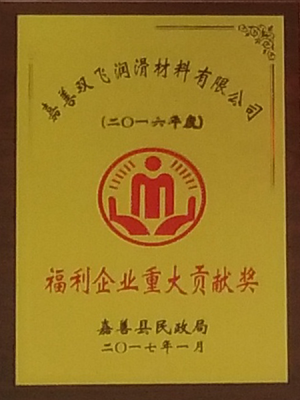 嘉善双飞润滑材料有限公司
(二〇一六年度)
福利企业重大贡献奖
嘉善县民政局
二〇一七年一月